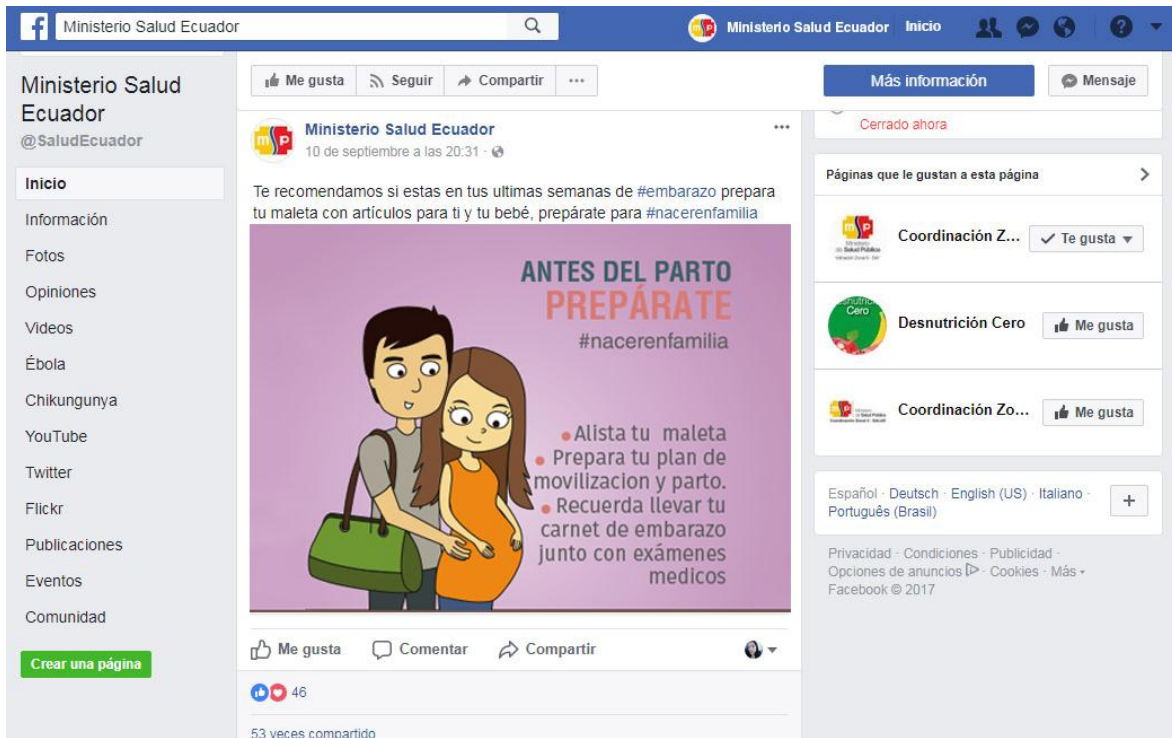 Ministerio Salud Ecuador
Ministerio Salud Ecuador Inicio
Ministerio Salud
Ecuador
@SaludEcuador
Inicio
Información
Fotos
Opiniones
Videos
Ébola
Chikungunya
YouTube
Twitter
Flickr
Publicaciones
Eventos
Comunidad
Crear una página
Me gusta Seguir Compartir ...
Más información Mensaje
Ministerio Salud Ecuador
10 de septiembre a las 20:31 ·
Te recomendamos si estas en tus ultimas semanas de #embarazo prepara
tu maleta con artículos para ti y tu bebé, prepárate para #nacerenfamilia
ANTES DEL PARTO
PREPÁRATE
#nacerenfamilia
• Alista tu maleta
• Prepara tu plan de
movilizacion y parto.
• Recuerda llevar tu
carnet de embarazo
junto con exámenes
medicos
Me gusta Comentar Compartir
46
53 veces compartido
Cerrado ahora
Páginas que le gustan a esta página
Coordinación Z... Te gusta
Desnutrición Cero Me gusta
Coordinación Zo... Me gusta
Español · Deutsch · English (US) · Italiano ·
Português (Brasil)
Privacidad · Condiciones · Publicidad ·
Opciones de anuncios · Cookies · Más
Facebook © 2017